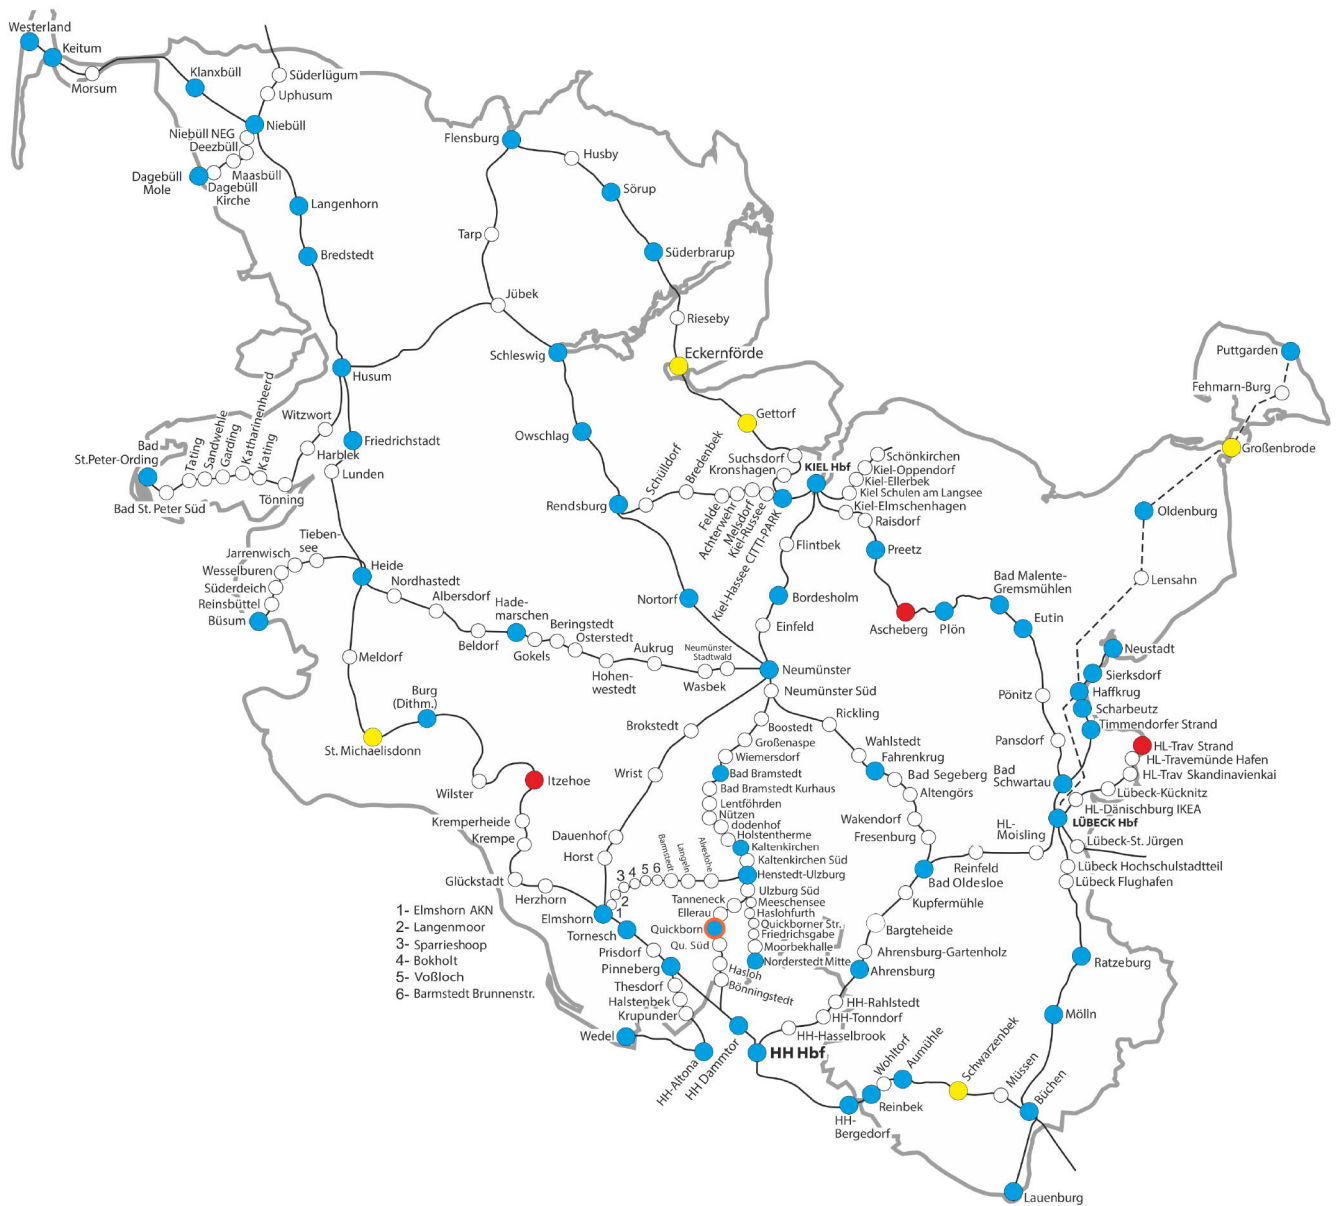 Westerland
Keitum
Morsum
Klanxbüll
Süderlügum
Uphusum
Niebüll
Niebüll NEG
Deezbüll
Maasbüll
Dagebüll
Mole
Dagebüll
Kirche
Langenhorn
Bredstedt
Flensburg
Husby
Sörup
Süderbrarup
Tarp
Jübek
Rieseby
Schleswig
Eckernförde
Husum
Gettorf
Puttgarden
Fehmarn-Burg
Großenbrode
Witzwort
Friedrichstadt
Harblek
Lunden
Bad
St.Peter-Ording
Tating
Sandwehle
Garding
Katharinenheerd
Kating
Tönning
Bad St. Peter Süd
Owschlag
Rendsburg
Schülldorf
Bredenbek
Felde
Achterwehr
Melsdorf
Kiel-Russee
Kiel-Hassee CITTI-PARK
Suchsdorf
Kronshagen
KIEL Hbf
Schönkirchen
Kiel-Oppendorf
Kiel-Ellerbek
Kiel Schulen am Langsee
Kiel-Elmschenhagen
Raisdorf
Preetz
Flintbek
Bordesholm
Einfeld
Nortorf
Oldenburg
Lensahn
Tieben-
see
Jarrenwisch
Wesselburen
Süderdeich
Reinsbüttel
Büsum
Heide
Nordhastedt
Albersdorf
Beldorf
Hade-
marschen
Gokels
Beringstedt
Osterstedt
Hohen-
westedt
Aukrug
Wasbek
Neumünster
Stadtwald
Neumünster
Neumünster Süd
Ascheberg
Plön
Bad Malente-
Gremsmühlen
Eutin
Pönitz
Pansdorf
Bad
Schwartau
Neustadt
Sierksdorf
Haffkrug
Scharbeutz
Timmendorfer Strand
HL-Trav Strand
HL-Travemünde Hafen
HL-Trav Skandinavienkai
Lübeck-Kücknitz
HL-Dänischburg IKEA
LÜBECK Hbf
Lübeck-St. Jürgen
Lübeck Hochschulstadtteil
Lübeck Flughafen
Meldorf
Burg
(Dithm.)
St. Michaelisdonn
Wilster
Itzehoe
Kremperheide
Krempe
Glückstadt
Herzhorn
Brokstedt
Wrist
Dauenhof
Horst
Elmshorn
Boostedt
Großenaspe
Wiemersdorf
Bad Bramstedt
Bad Bramstedt Kurhaus
Lentföhrden
Nützen
dodenhof
Holstentherme
Kaltenkirchen
Kaltenkirchen Süd
Henstedt-Ulzburg
Rickling
Wahlstedt
Fahrenkrug
Bad Segeberg
Altengörs
Wakendorf
Fresenburg
HL-
Moisling
Reinfeld
Bad Oldesloe
Kupfermühle
Bargteheide
Ahrensburg-Gartenholz
Ahrensburg
HH-Rahlstedt
HH-Tonndorf
HH-Hasselbrook
Barmstedt
Langeln
Alveslohe
1
2
3
4
5
6
1- Elmshorn AKN
2- Langenmoor
3- Sparrieshoop
4- Bokholt
5- Voßloch
6- Barmstedt Brunnenstr.
Ulzburg Süd
Meeschensee
Haslohfurth
Quickborner Str.
Friedrichsgabe
Moorbekhalle
Norderstedt Mitte
Tanneneck
Ellerau
Quickborn
Qu. Süd
Hasloh
Bönningstedt
Tornesch
Prisdorf
Pinneberg
Thesdorf
Halstenbek
Krupunder
Wedel
HH-Altona
HH Dammtor
HH Hbf
HH-
Bergedorf
Reinbek
Wohltorf
Aumühle
Schwarzenbek
Müssen
Büchen
Lauenburg
Mölln
Ratzeburg